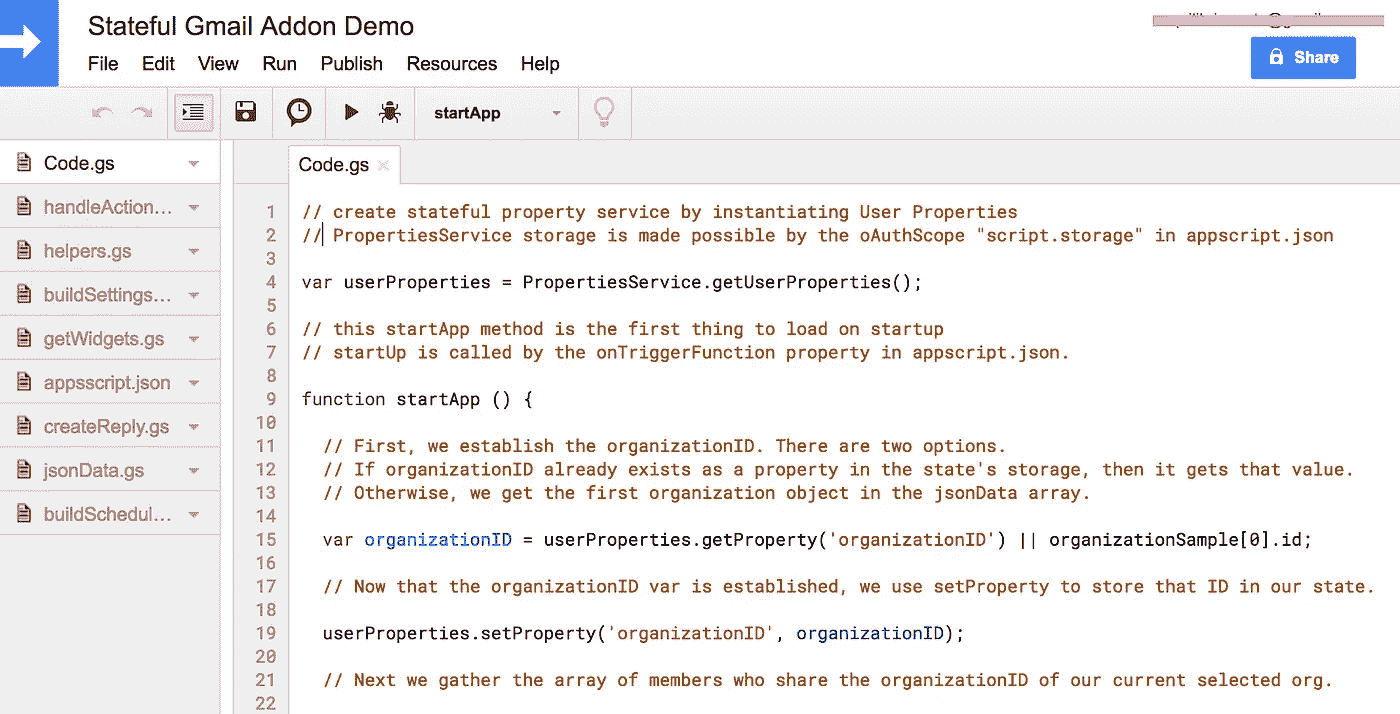 Stateful Gmail Addon Demo
File Edit View Run Publish Resources Help
Share
startApp
Code.gs
handleAction...
helpers.gs
buildSettings...
getWidgets.gs
appsscript.json
createReply.gs
jsonData.gs
buildSchedul...
Code.gs
1 // create stateful property service by instantiating User Properties
2 // PropertiesService storage is made possible by the oAuthScope "script.storage" in appscript.json
3
4 var userProperties = PropertiesService.getUserProperties();
5
6 // this startApp method is the first thing to load on startup
7 // startUp is called by the onTriggerFunction property in appscript.json.
8
9 function startApp () {
10
11 // First, we establish the organizationID. There are two options.
12 // If organizationID already exists as a property in the state's storage, then it gets that value.
13 // Otherwise, we get the first organization object in the jsonData array.
14
15 var organizationID = userProperties.getProperty('organizationID') || organizationSample[0].id;
16
17 // Now that the organizationID var is established, we use setProperty to store that ID in our state.
18
19 userProperties.setProperty('organizationID', organizationID);
20
21 // Next we gather the array of members who share the organizationID of our current selected org.
22